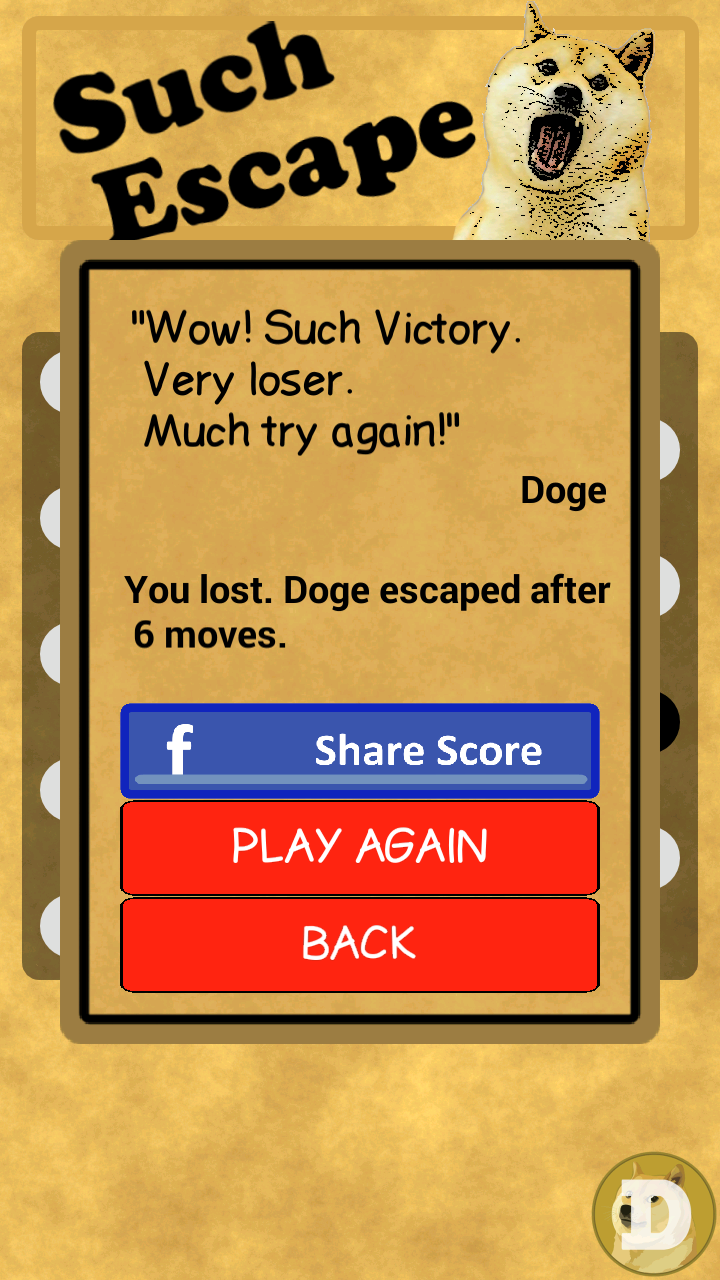 Such
Escape
"Wow! Such Victory.
Very loser.
Much try again!"
Doge
You lost. Doge escaped after
6 moves.
f Share Score
PLAY AGAIN
BACK
D